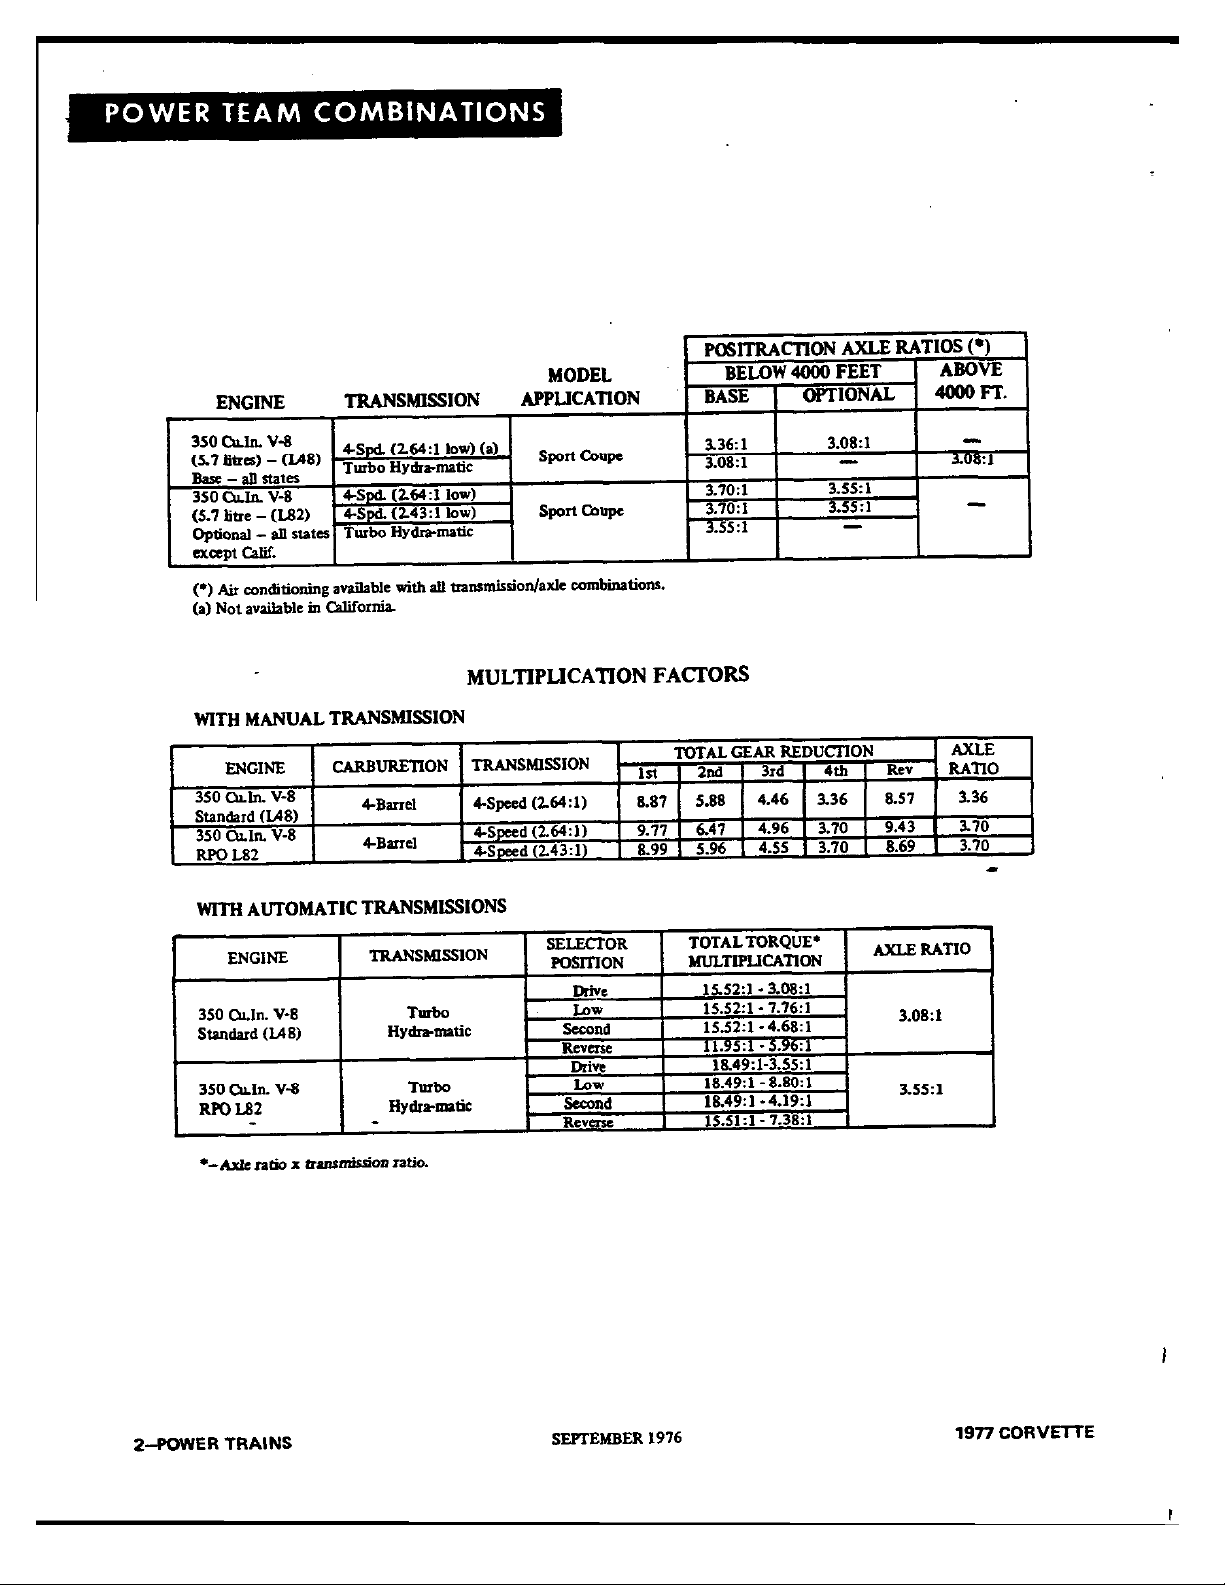 POWER TEAM COMBINATIONS
POSITRACTION AXLE RATIOS (*)
MODEL BELOW 4000 FEET ABOVE
ENGINE TRANSMISSION APPLICATION BASE OPTIONAL 4000 FT.
350 Cu.In. V-8 4-Spd. (2.64:1 low) (a) Sport Coupe 3.36:1 3.08:1 —
(5.7 litres) – (L48) Turbo Hydra-matic 3.08:1 — 3.08:1
Base – all states
350 Cu.In. V-8 4-Spd. (2.64:1 low) 3.70:1 3.55:1
(5.7 litre – (L82) 4-Spd. (2.43:1 low) Sport Coupe 3.70:1 3.55:1 —
Optional – all states Turbo Hydra-matic 3.55:1 —
except Calif.
(*) Air conditioning available with all transmission/axle combinations.
(a) Not available in California.
MULTIPLICATION FACTORS
WITH MANUAL TRANSMISSION
TOTAL GEAR REDUCTION AXLE
ENGINE CARBURETION TRANSMISSION 1st 2nd 3rd 4th Rev RATIO
350 Cu.In. V-8 4-Barrel 4-Speed (2.64:1) 8.87 5.88 4.46 3.36 8.57 3.36
Standard (L48)
350 Cu.In. V-8 4-Barrel 4-Speed (2.64:1) 9.77 6.47 4.96 3.70 9.43 3.70
RPO L82 4-Speed (2.43:1) 8.99 5.96 4.55 3.70 8.69 3.70
WITH AUTOMATIC TRANSMISSIONS
ENGINE TRANSMISSION SELECTOR TOTAL TORQUE* AXLE RATIO
POSITION MULTIPLICATION
Drive 15.52:1 - 3.08:1
350 Cu.In. V-8 Turbo Low 15.52:1 - 7.76:1 3.08:1
Standard (L48) Hydra-matic Second 15.52:1 - 4.68:1
Reverse 11.95:1 - 5.96:1
Drive 18.49:1-3.55:1
350 Cu.In. V-8 Turbo Low 18.49:1 - 8.80:1 3.55:1
RPO L82 Hydra-matic Second 18.49:1 - 4.19:1
Reverse 15.51:1 - 7.38:1
*–Axle ratio x transmission ratio.
2–POWER TRAINS SEPTEMBER 1976 1977 CORVETTE